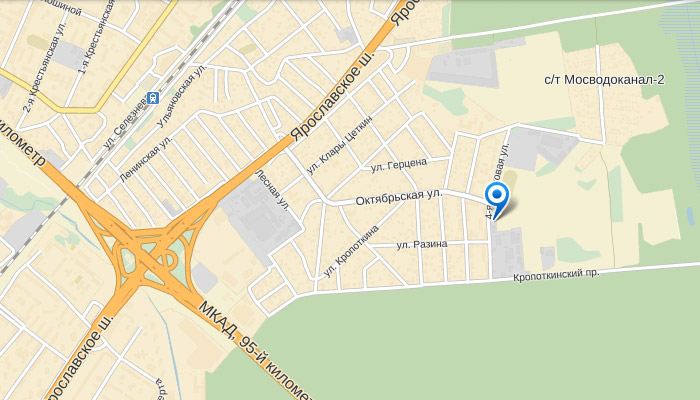 1-я Крестьянская ул.
2-я Крестьянская ул.
Ульяновская ул.
ул. Селезнева
Ленинская ул.
Ярославское ш.
с/т Мосводоканал-2
ул. Клары Цеткин
ул. Герцена
Лесная ул.
Октябрьская ул.
ул. Кропоткина
ул. Разина
Кропоткинский пр.
МКАД, 95-й километр
ш.